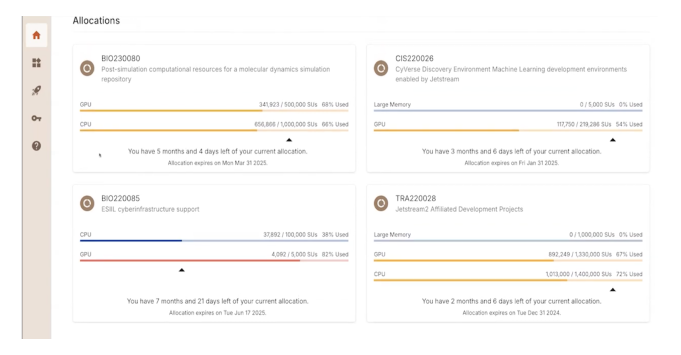 Allocations
BIO230080
Post-simulation computational resources for a molecular dynamics simulation
repository
GPU 341,923 / 500,000 SUs 68% Used
CPU 656,866 / 1,000,000 SUs 66% Used
You have 5 months and 4 days left of your current allocation.
Allocation expires on Mon Mar 31 2025.
CIS220026
CyVerse Discovery Environment Machine Learning development environments
enabled by Jetstream
Large Memory 0 / 5,000 SUs 0% Used
GPU 117,750 / 219,286 SUs 54% Used
You have 3 months and 6 days left of your current allocation.
Allocation expires on Fri Jan 31 2025.
BIO220085
ESIIL cyberinfrastructure support
CPU 37,892 / 100,000 SUs 38% Used
GPU 4,092 / 5,000 SUs 82% Used
You have 7 months and 21 days left of your current allocation.
Allocation expires on Tue Jun 17 2025.
TRA220028
Jetstream2 Affiliated Development Projects
Large Memory 0 / 1,000,000 SUs 0% Used
GPU 892,249 / 1,330,000 SUs 67% Used
CPU 1,013,000 / 1,400,000 SUs 72% Used
You have 2 months and 6 days left of your current allocation.
Allocation expires on Tue Dec 31 2024.